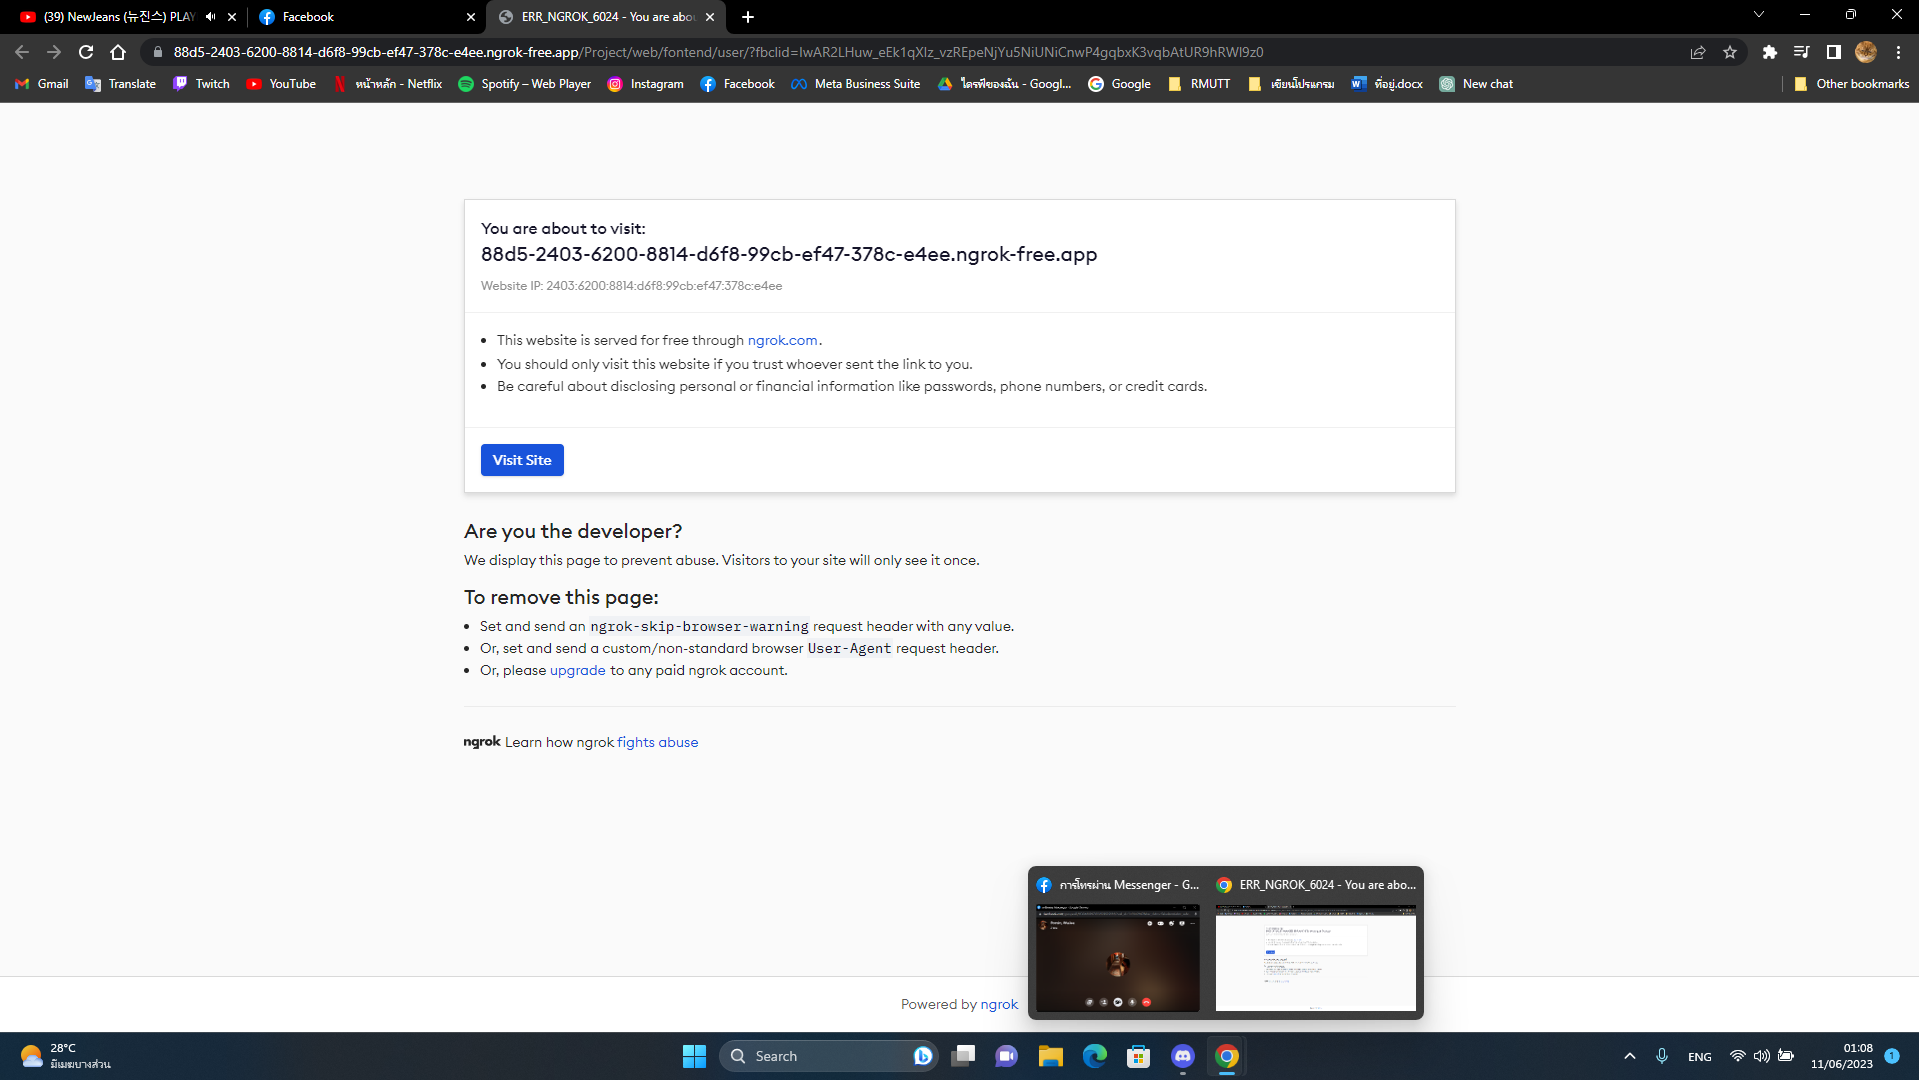 (39) NewJeans (뉴진스) PLAY
Facebook
ERR_NGROK_6024 - You are abou
88d5-2403-6200-8814-d6f8-99cb-ef47-378c-e4ee.ngrok-free.app/Project/web/fontend/user/?fbclid=IwAR2LHuw_eEk1qXlz_vzREpeNjYu5NiUNiCnwP4gqbxK3vqbAtUR9hRWl9z0
Gmail Translate Twitch YouTube หน้าหลัก - Netflix Spotify – Web Player Instagram Facebook Meta Business Suite ไดรฟ์ของฉัน - Googl... Google RMUTT เขียนโปรแกรม ที่อยู่.docx New chat Other bookmarks
You are about to visit:
88d5-2403-6200-8814-d6f8-99cb-ef47-378c-e4ee.ngrok-free.app
Website IP: 2403:6200:8814:d6f8:99cb:ef47:378c:e4ee
This website is served for free through ngrok.com.
You should only visit this website if you trust whoever sent the link to you.
Be careful about disclosing personal or financial information like passwords, phone numbers, or credit cards.
Visit Site
Are you the developer?
We display this page to prevent abuse. Visitors to your site will only see it once.
To remove this page:
Set and send an ngrok-skip-browser-warning request header with any value.
Or, set and send a custom/non-standard browser User-Agent request header.
Or, please upgrade to any paid ngrok account.
ngrok Learn how ngrok fights abuse
การโทรผ่าน Messenger - G...
ERR_NGROK_6024 - You are abo...
Powered by ngrok
28°C
มีเมฆบางส่วน
Search
ENG
01:08
11/06/2023
1